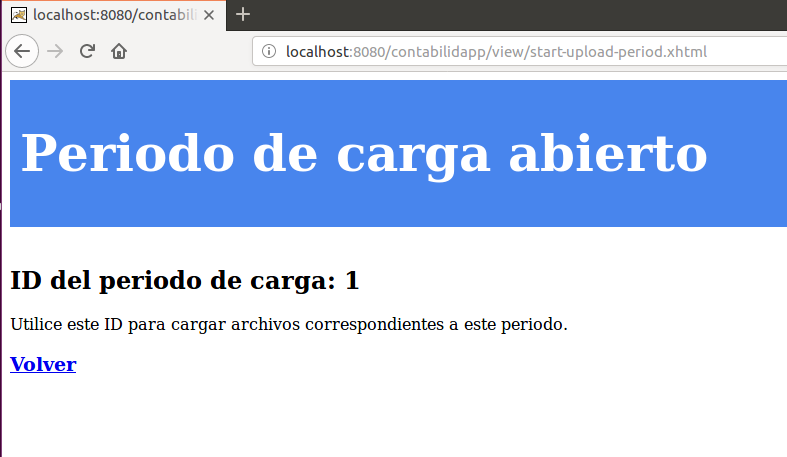 localhost:8080/contabili
localhost:8080/contabilidapp/view/start-upload-period.xhtml
Periodo de carga abierto
ID del periodo de carga: 1
Utilice este ID para cargar archivos correspondientes a este periodo.
Volver